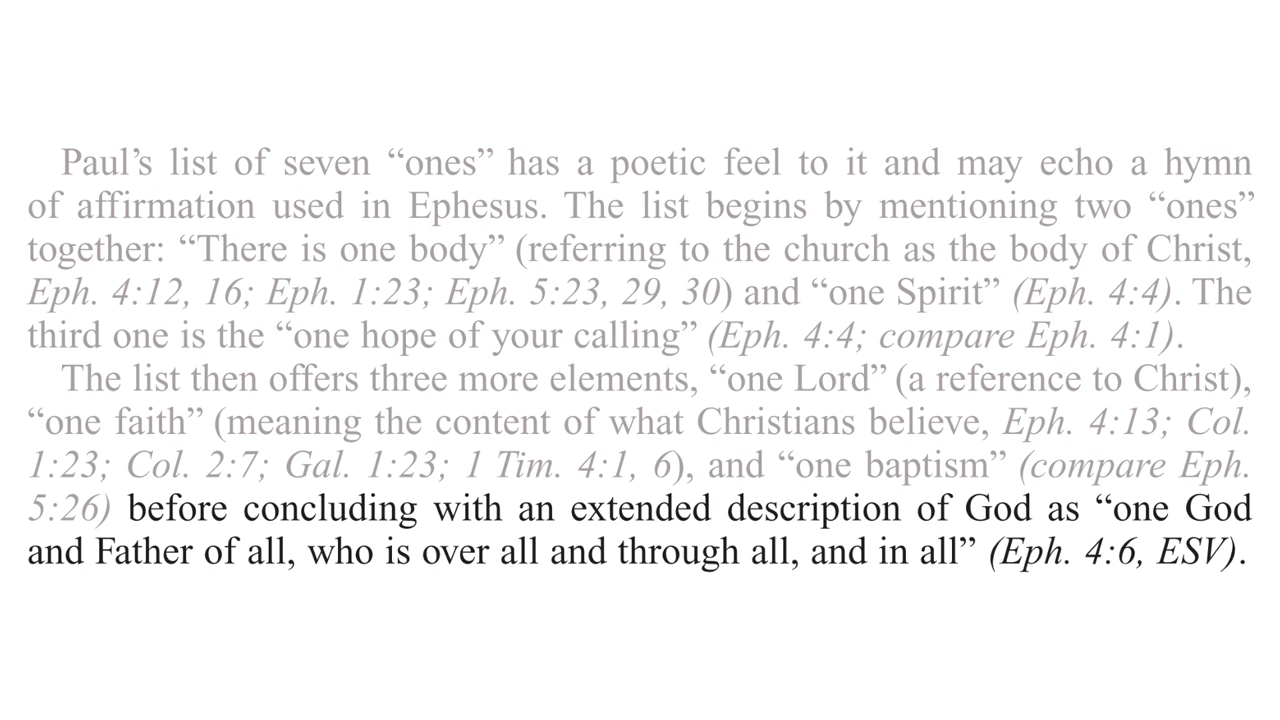 Paul’s list of seven “ones” has a poetic feel to it and may echo a hymn
of affirmation used in Ephesus. The list begins by mentioning two “ones”
together: “There is one body” (referring to the church as the body of Christ,
Eph. 4:12, 16; Eph. 1:23; Eph. 5:23, 29, 30) and “one Spirit” (Eph. 4:4). The
third one is the “one hope of your calling” (Eph. 4:4; compare Eph. 4:1).
The list then offers three more elements, “one Lord” (a reference to Christ),
“one faith” (meaning the content of what Christians believe, Eph. 4:13; Col.
1:23; Col. 2:7; Gal. 1:23; 1 Tim. 4:1, 6), and “one baptism” (compare Eph.
5:26) before concluding with an extended description of God as “one God
and Father of all, who is over all and through all, and in all” (Eph. 4:6, ESV).